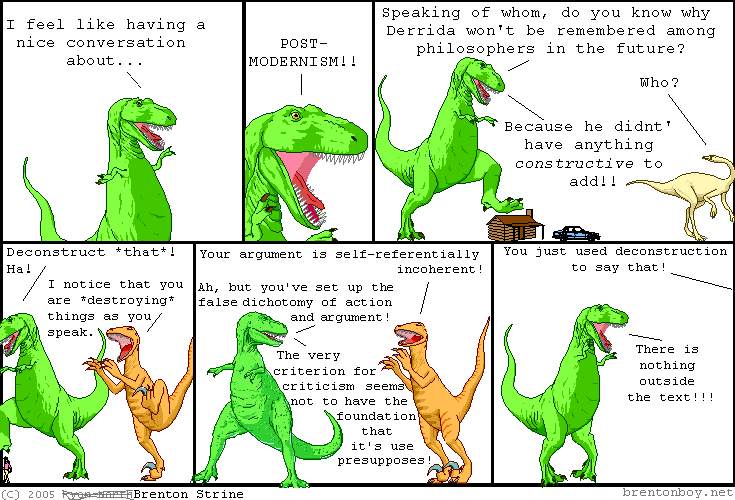 I feel like having a
nice conversation
about...
POST-
MODERNISM!!
Speaking of whom, do you know why
Derrida won't be remembered among
philosophers in the future?
Who?
Because he didnt'
have anything
constructive to
add!!
Deconstruct *that*!
Ha!
I notice that you
are *destroying*
things as you
speak.
Your argument is self-referentially
incoherent!
Ah, but you've set up the
false dichotomy of action
and argument!
The very
criterion for
criticism seems
not to have the
foundation
that
it's use
presupposes!
You just used deconstruction
to say that!
There is
nothing
outside
the text!!!
(C) 2005 Ryan North Brenton Strine
brentonboy.net